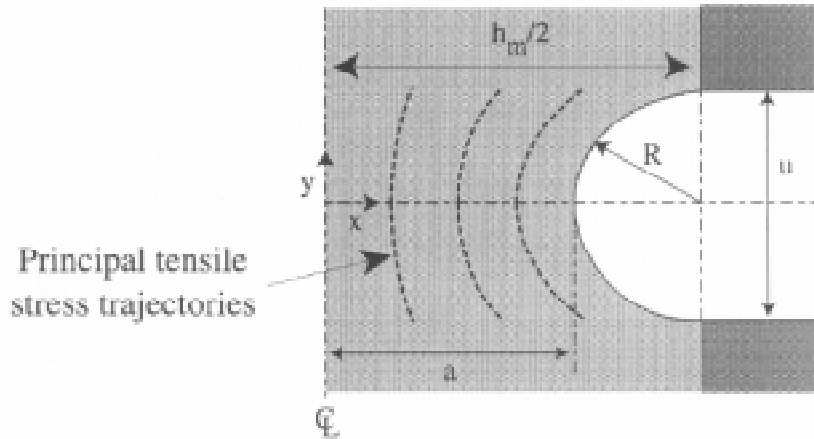 h_m/2
R
u
y
x
Principal tensile
stress trajectories
a
℄